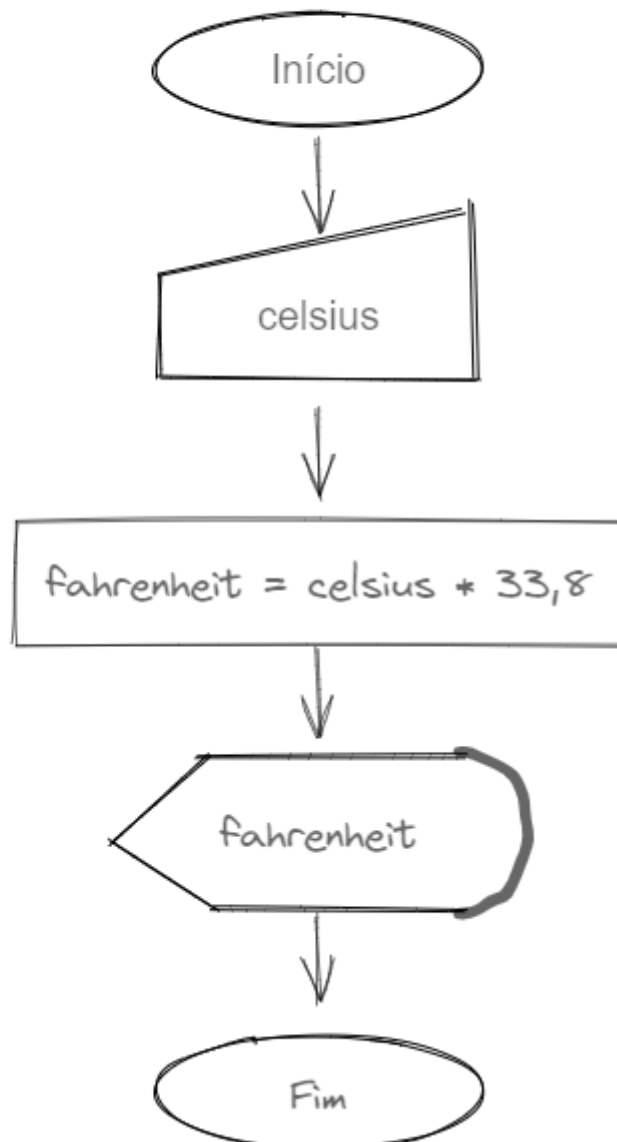 Início
celsius
fahrenheit = celsius * 33,8
fahrenheit
Fim